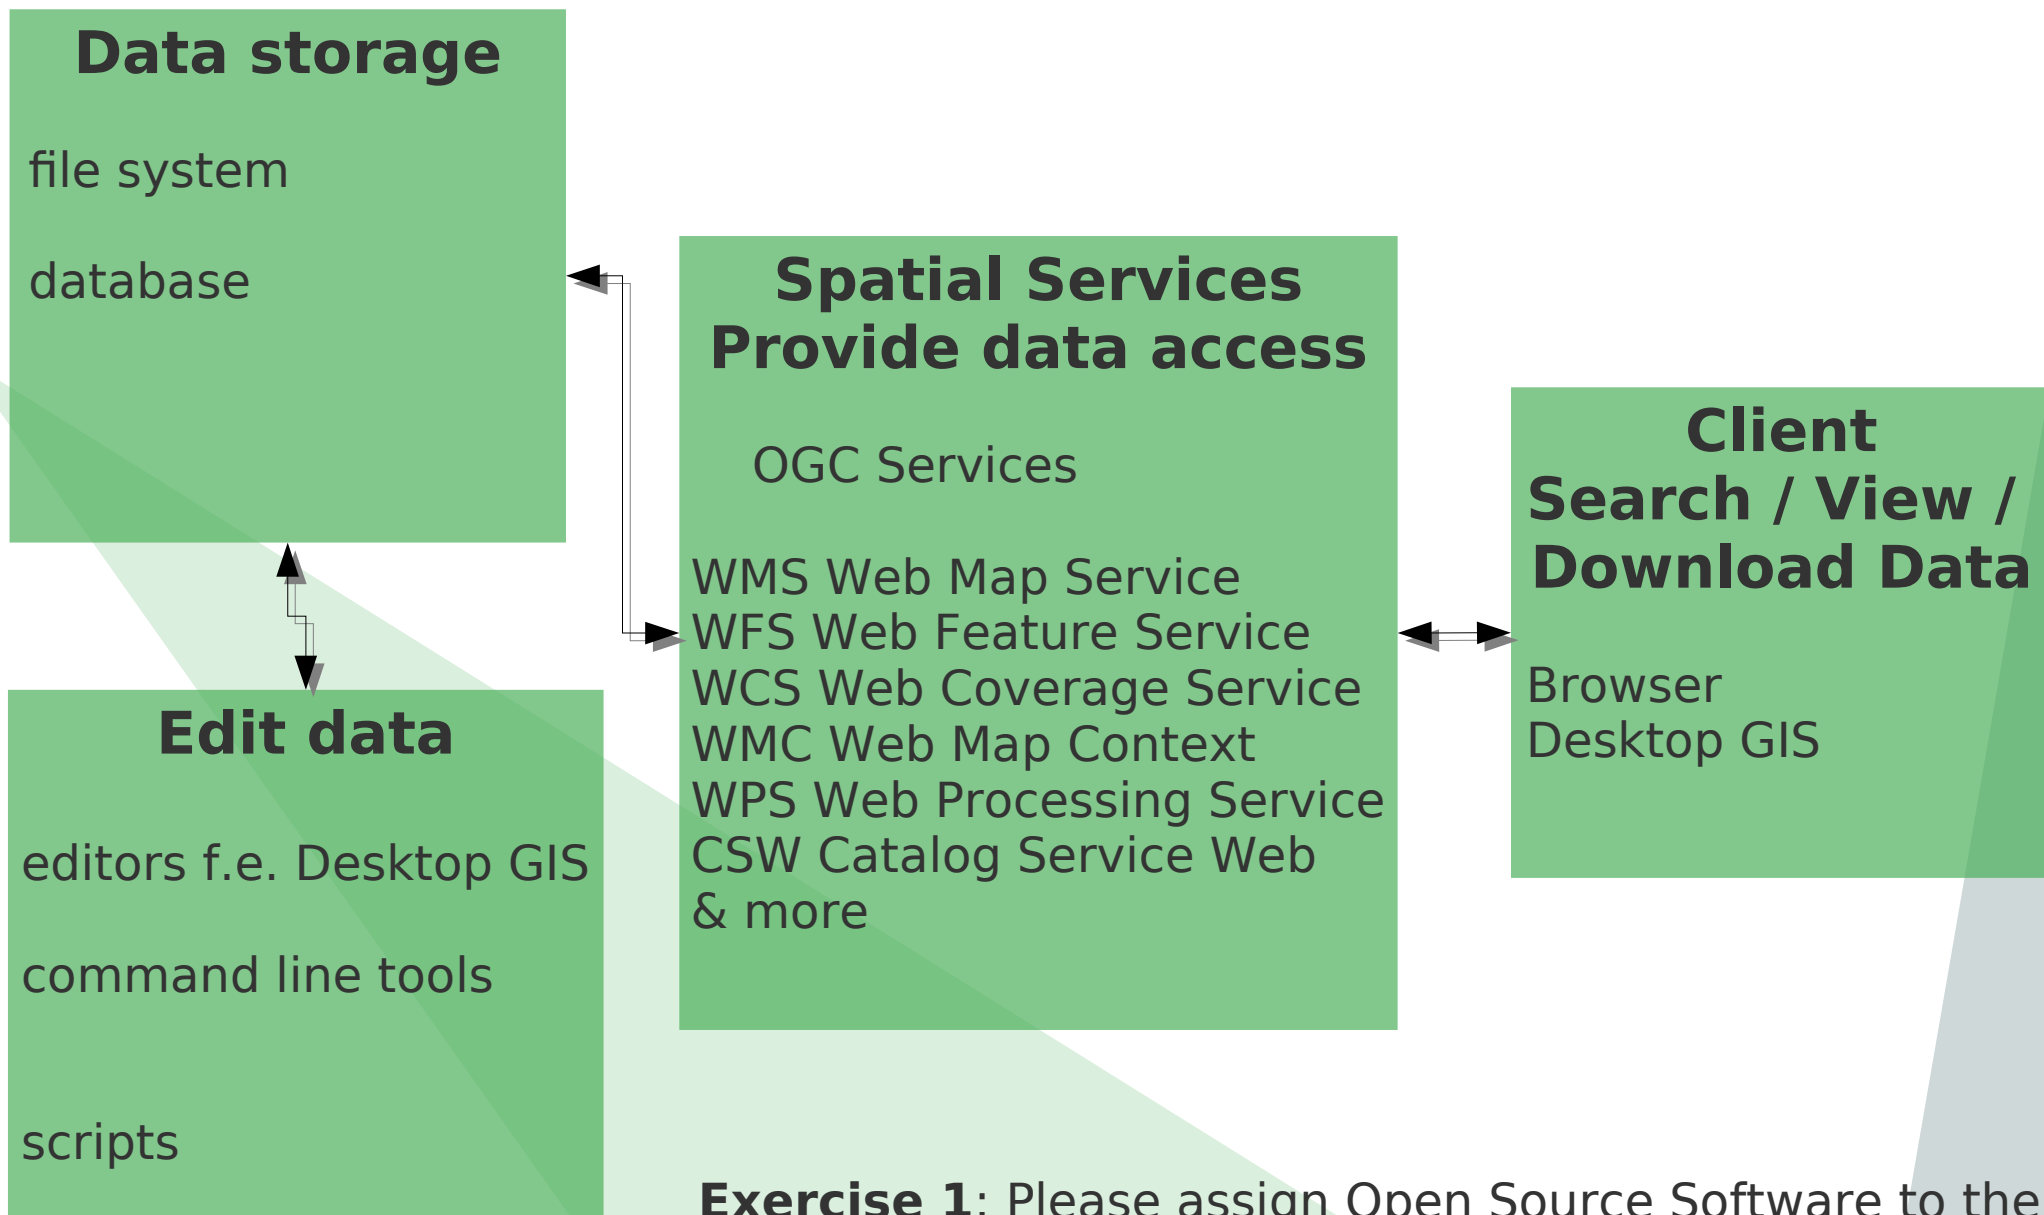 Data storage
file system
database
Spatial Services
Provide data access
OGC Services
WMS Web Map Service
WFS Web Feature Service
WCS Web Coverage Service
WMC Web Map Context
WPS Web Processing Service
CSW Catalog Service Web
& more
Client
Search / View /
Download Data
Browser
Desktop GIS
Edit data
editors f.e. Desktop GIS
command line tools
scripts
Exercise 1: Please assign Open Source Software to the